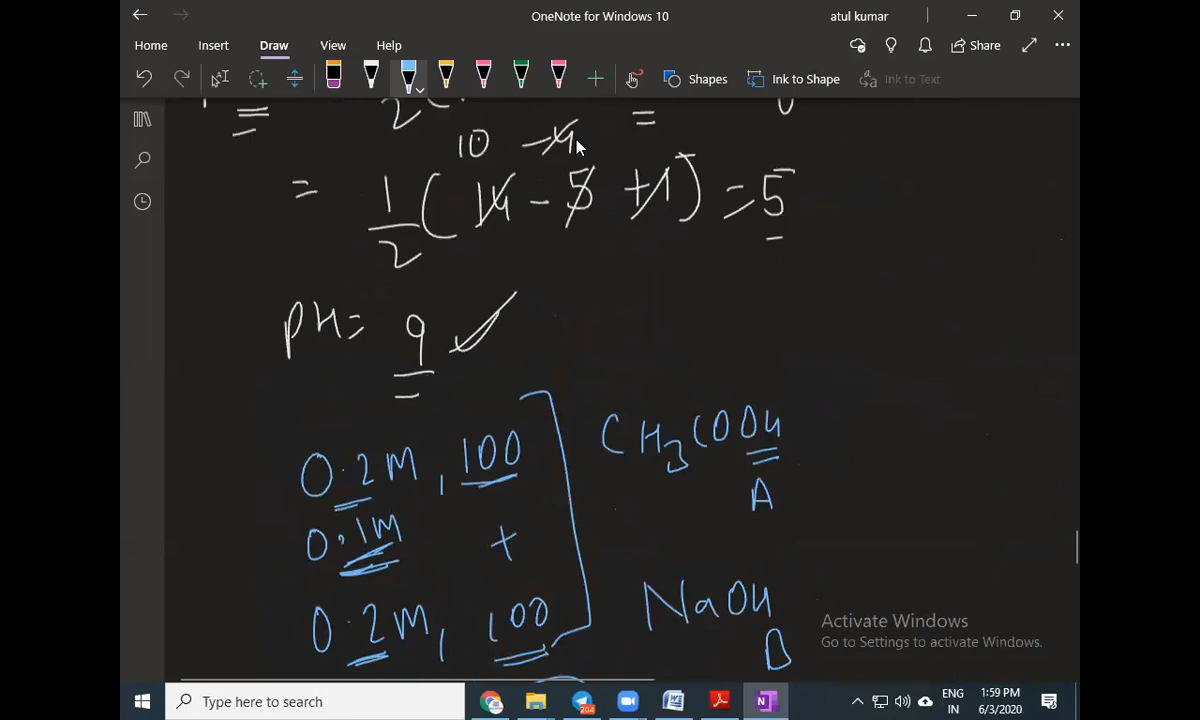 OneNote for Windows 10
atul kumar
Home Insert Draw View Help
Share
Shapes
Ink to Shape
Ink to Text
2(
10 -4
= 1/2 (14 - 5 + 1) = 5
PH = 9 ✓
0.2M, 100
CH3COOH
A
0.1M +
0.2M, 100
NaOH
B
Activate Windows
Go to Settings to activate Windows.
Type here to search
204
ENG
IN
1:59 PM
6/3/2020